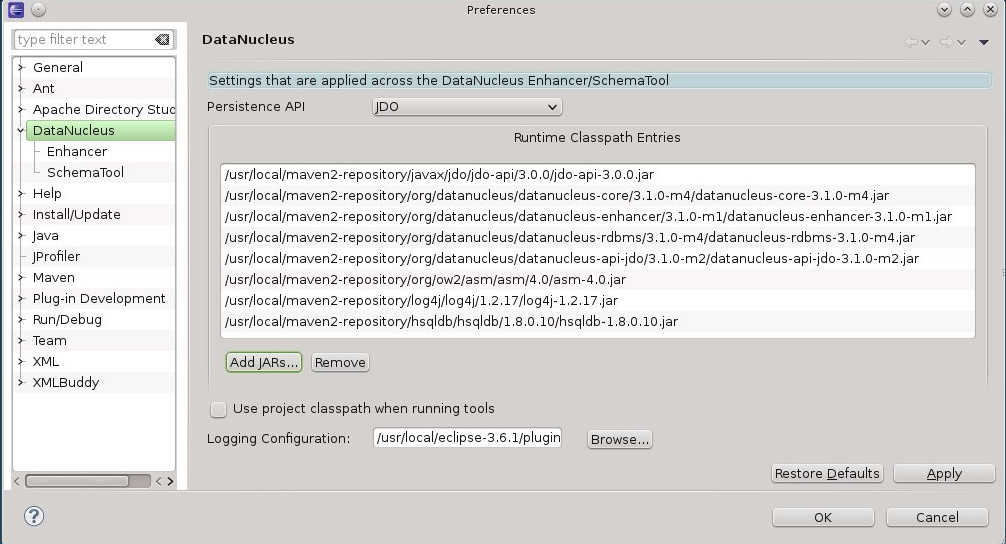 Preferences
type filter text
General
Ant
Apache Directory Stud
DataNucleus
Enhancer
SchemaTool
Help
Install/Update
Java
JProfiler
Maven
Plug-in Development
Run/Debug
Team
XML
XMLBuddy
DataNucleus
Settings that are applied across the DataNucleus Enhancer/SchemaTool
Persistence API JDO
Runtime Classpath Entries
/usr/local/maven2-repository/javax/jdo/jdo-api/3.0.0/jdo-api-3.0.0.jar
/usr/local/maven2-repository/org/datanucleus/datanucleus-core/3.1.0-m4/datanucleus-core-3.1.0-m4.jar
/usr/local/maven2-repository/org/datanucleus/datanucleus-enhancer/3.1.0-m1/datanucleus-enhancer-3.1.0-m1.jar
/usr/local/maven2-repository/org/datanucleus/datanucleus-rdbms/3.1.0-m4/datanucleus-rdbms-3.1.0-m4.jar
/usr/local/maven2-repository/org/datanucleus/datanucleus-api-jdo/3.1.0-m2/datanucleus-api-jdo-3.1.0-m2.jar
/usr/local/maven2-repository/org/ow2/asm/asm/4.0/asm-4.0.jar
/usr/local/maven2-repository/log4j/log4j/1.2.17/log4j-1.2.17.jar
/usr/local/maven2-repository/hsqldb/hsqldb/1.8.0.10/hsqldb-1.8.0.10.jar
Add JARs... Remove
Use project classpath when running tools
Logging Configuration: /usr/local/eclipse-3.6.1/plugin Browse...
Restore Defaults Apply
? OK Cancel